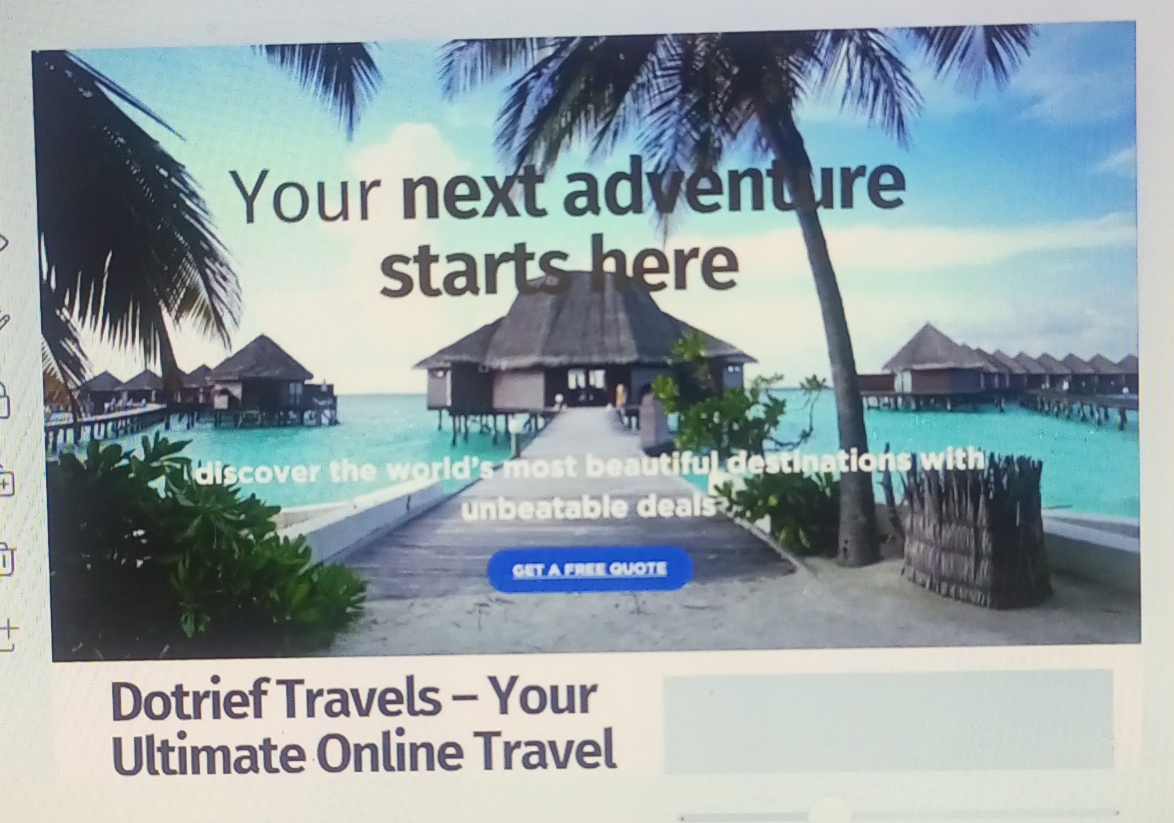 Your next adventure
starts here
discover the world's most beautiful destinations with
unbeatable deals
GET A FREE QUOTE
Dotrief Travels – Your
Ultimate Online Travel